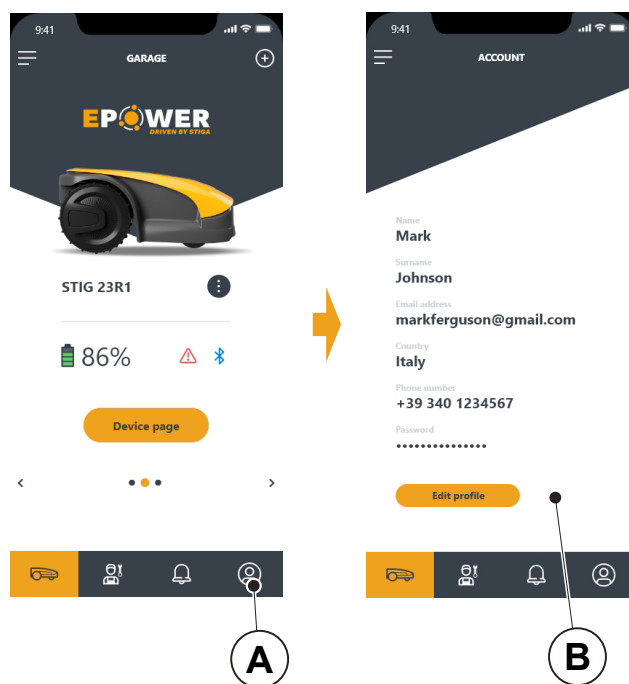 9:41
GARAGE
EPOWER
DRIVEN BY STIGA
STIG 23R1
86%
Device page
A
9:41
ACCOUNT
Name
Mark
Surname
Johnson
Email address
markferguson@gmail.com
Country
Italy
Phone number
+39 340 1234567
Password
•••••••••••••••
Edit profile
B